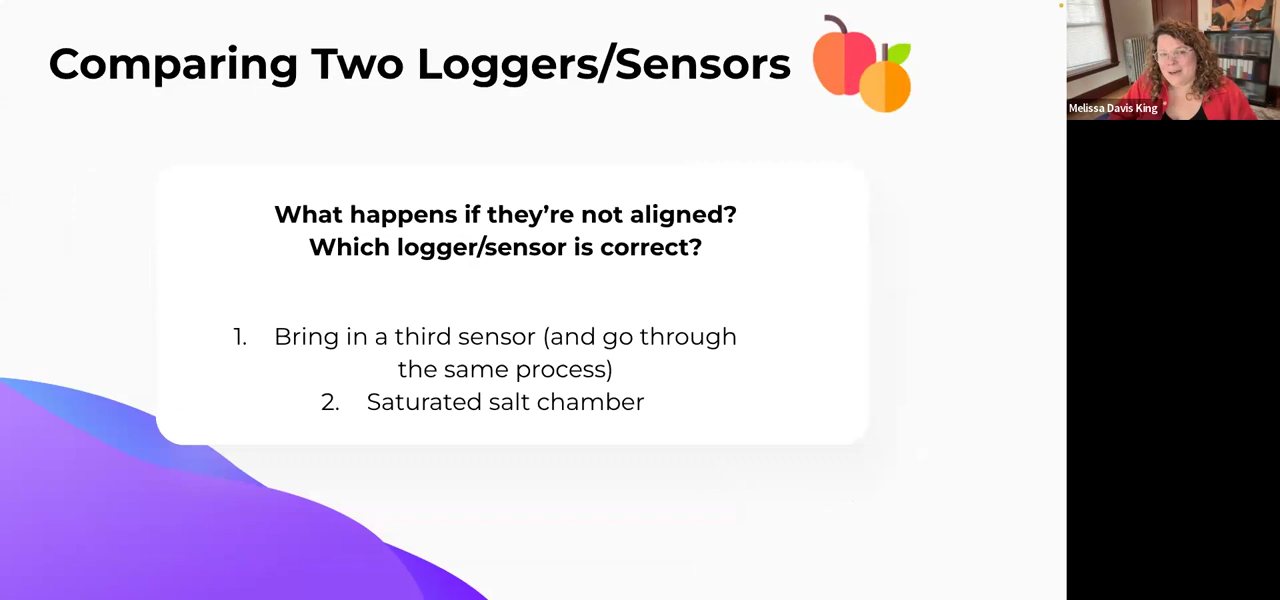 Comparing Two Loggers/Sensors
Melissa Davis King
What happens if they’re not aligned?
Which logger/sensor is correct?
1. Bring in a third sensor (and go through
the same process)
2. Saturated salt chamber